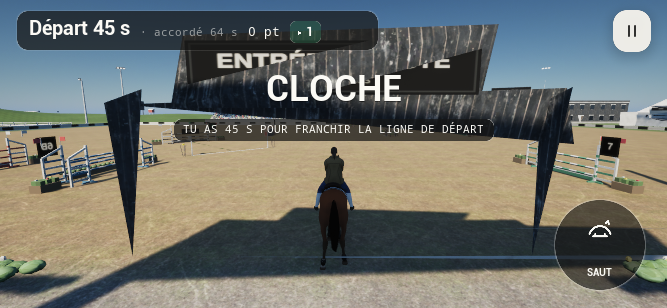 Départ 45 s · accordé 64 s 0 pt ▸1
CLOCHE
TU AS 45 S POUR FRANCHIR LA LIGNE DE DÉPART
7
SAUT